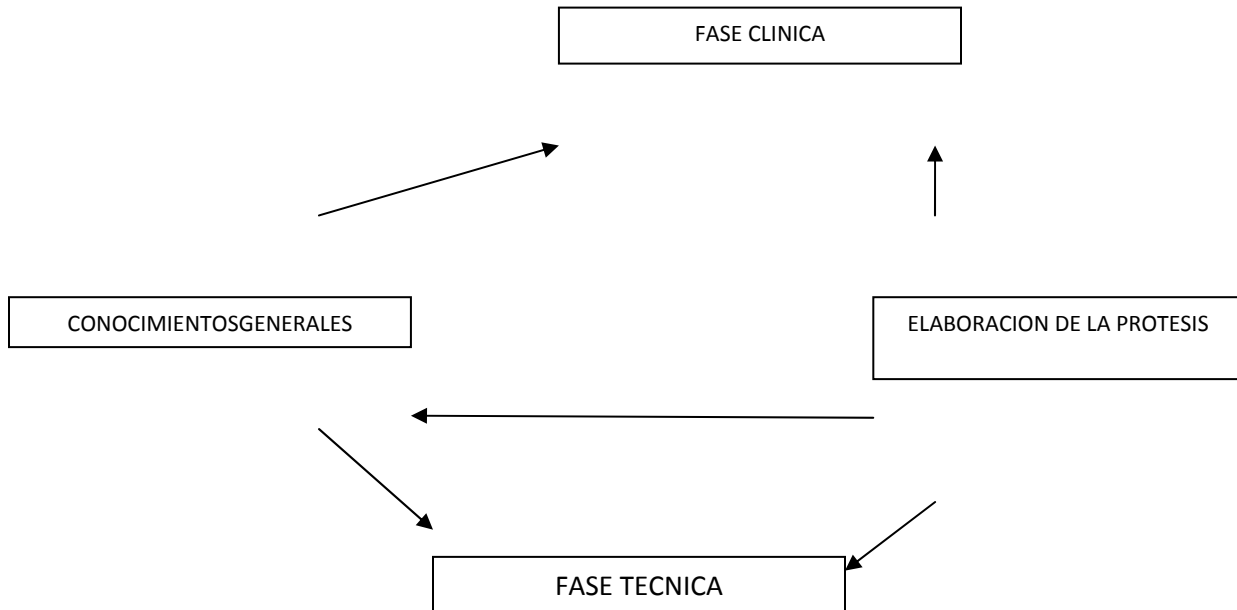 FASE CLINICA
CONOCIMIENTOSGENERALES
ELABORACION DE LA PROTESIS
FASE TECNICA